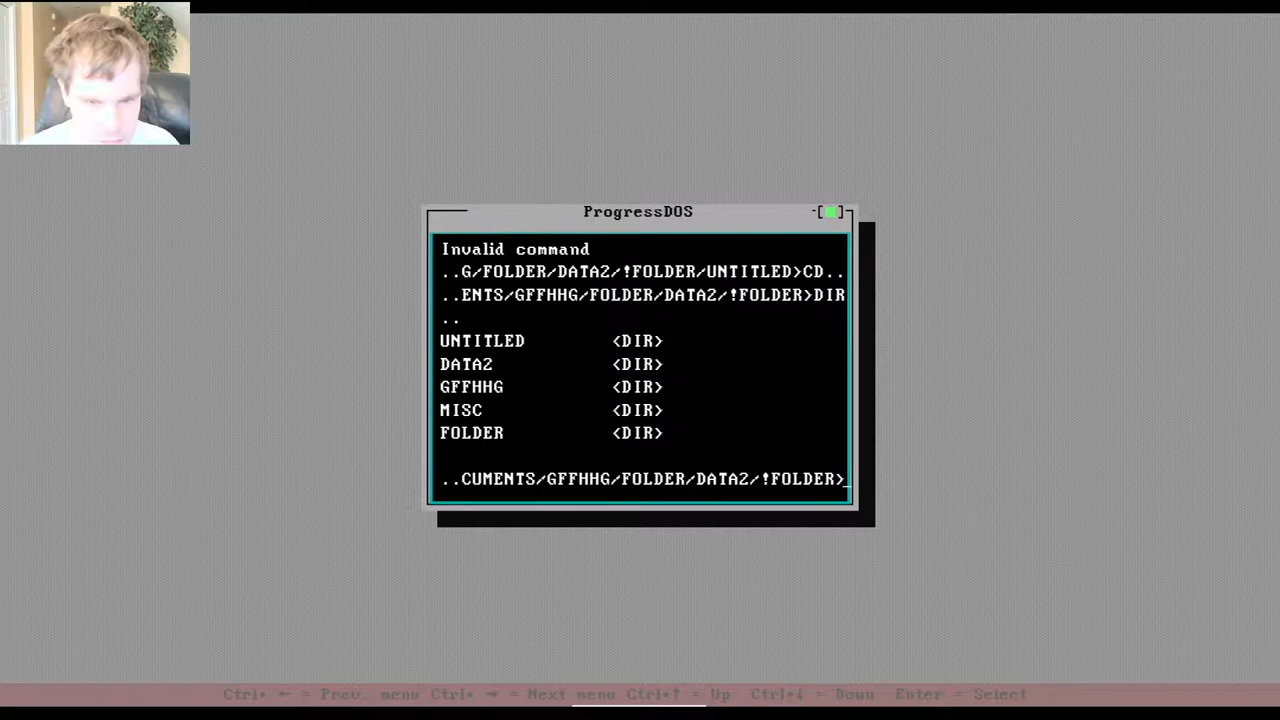 ProgressDOS
Invalid command
..G/FOLDER/DATA2/!FOLDER/UNTITLED>CD..
..ENTS/GFFHHG/FOLDER/DATA2/!FOLDER>DIR
..
UNTITLED <DIR>
DATA2 <DIR>
GFFHHG <DIR>
MISC <DIR>
FOLDER <DIR>
..CUMENTS/GFFHHG/FOLDER/DATA2/!FOLDER>_
Ctrl+ ← = Prev. menu Ctrl+ → = Next menu Ctrl+↑ = Up Ctrl+↓ = Down Enter = Select